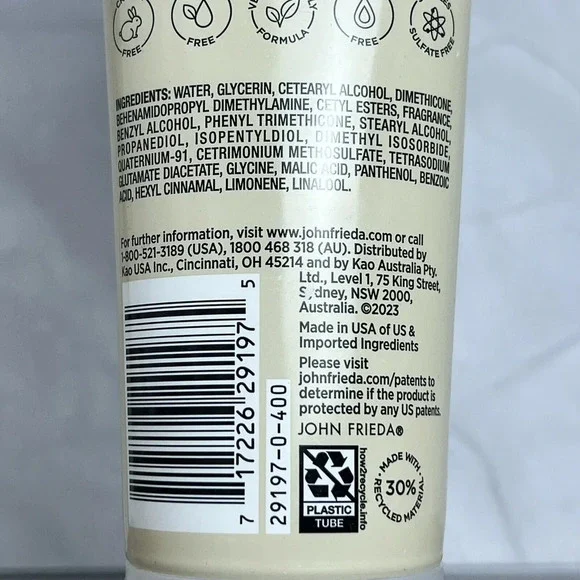 FREE
FREE
FORMULA
FREE
SULFATE FREE
INGREDIENTS: WATER, GLYCERIN, CETEARYL ALCOHOL, DIMETHICONE,
BEHENAMIDOPROPYL DIMETHYLAMINE, CETYL ESTERS, FRAGRANCE,
BENZYL ALCOHOL, PHENYL TRIMETHICONE, STEARYL ALCOHOL,
PROPANEDIOL, ISOPENTYLDIOL, DIMETHYL ISOSORBIDE,
QUATERNIUM-91, CETRIMONIUM METHOSULFATE, TETRASODIUM
GLUTAMATE DIACETATE, GLYCINE, MALIC ACID, PANTHENOL, BENZOIC
ACID, HEXYL CINNAMAL, LIMONENE, LINALOOL.
For further information, visit www.johnfrieda.com or call
1-800-521-3189 (USA), 1800 468 318 (AU). Distributed by
Kao USA Inc., Cincinnati, OH 45214 and by Kao Australia Pty.
Ltd., Level 1, 75 King Street,
Sydney, NSW 2000,
Australia. ©2023
Made in USA of US &
Imported Ingredients
Please visit
johnfrieda.com/patents to
determine if the product is
protected by any US patents.
JOHN FRIEDA®
7 17226 29197 5
29197-0-400
PLASTIC
TUBE
how2recycle.info
MADE WITH
30%
RECYCLED MATERIAL